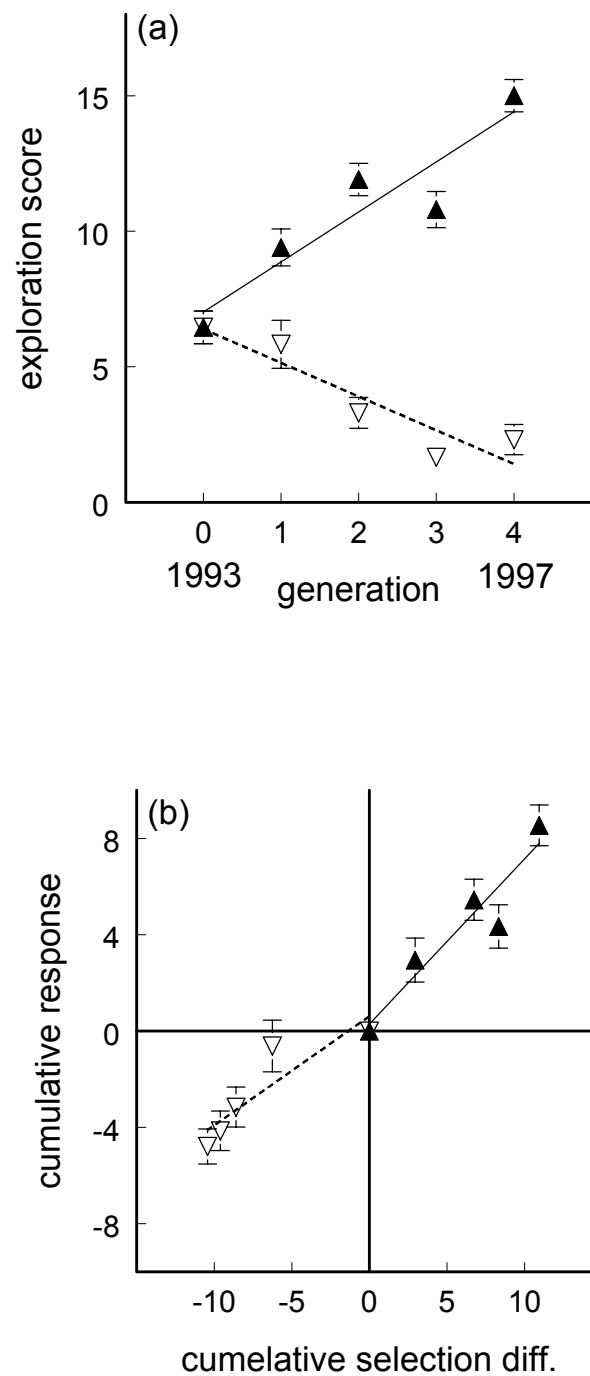 (a)
exploration score
15
10
5
0
0 1 2 3 4
1993 generation 1997
(b)
cumulative response
8
4
0
-4
-8
-10 -5 0 5 10
cumelative selection diff.